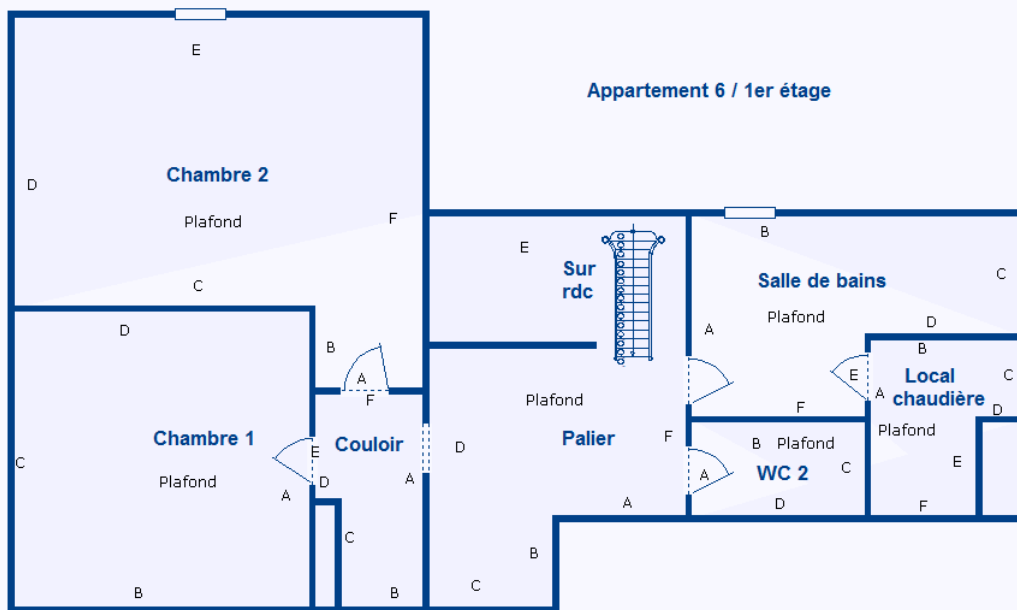 E
Appartement 6 / 1er étage
Chambre 2
D
Plafond
F
C
B
A
F
E
Sur
rdc
B
C
Salle de bains
Plafond
D
A
E
F
D
Chambre 1
C
Plafond
A
B
E
Couloir
D
A
C
B
Plafond
D
Palier
F
A
B
C
B
Plafond
A
WC 2
C
D
B
C
Local
chaudière
A
D
Plafond
E
F